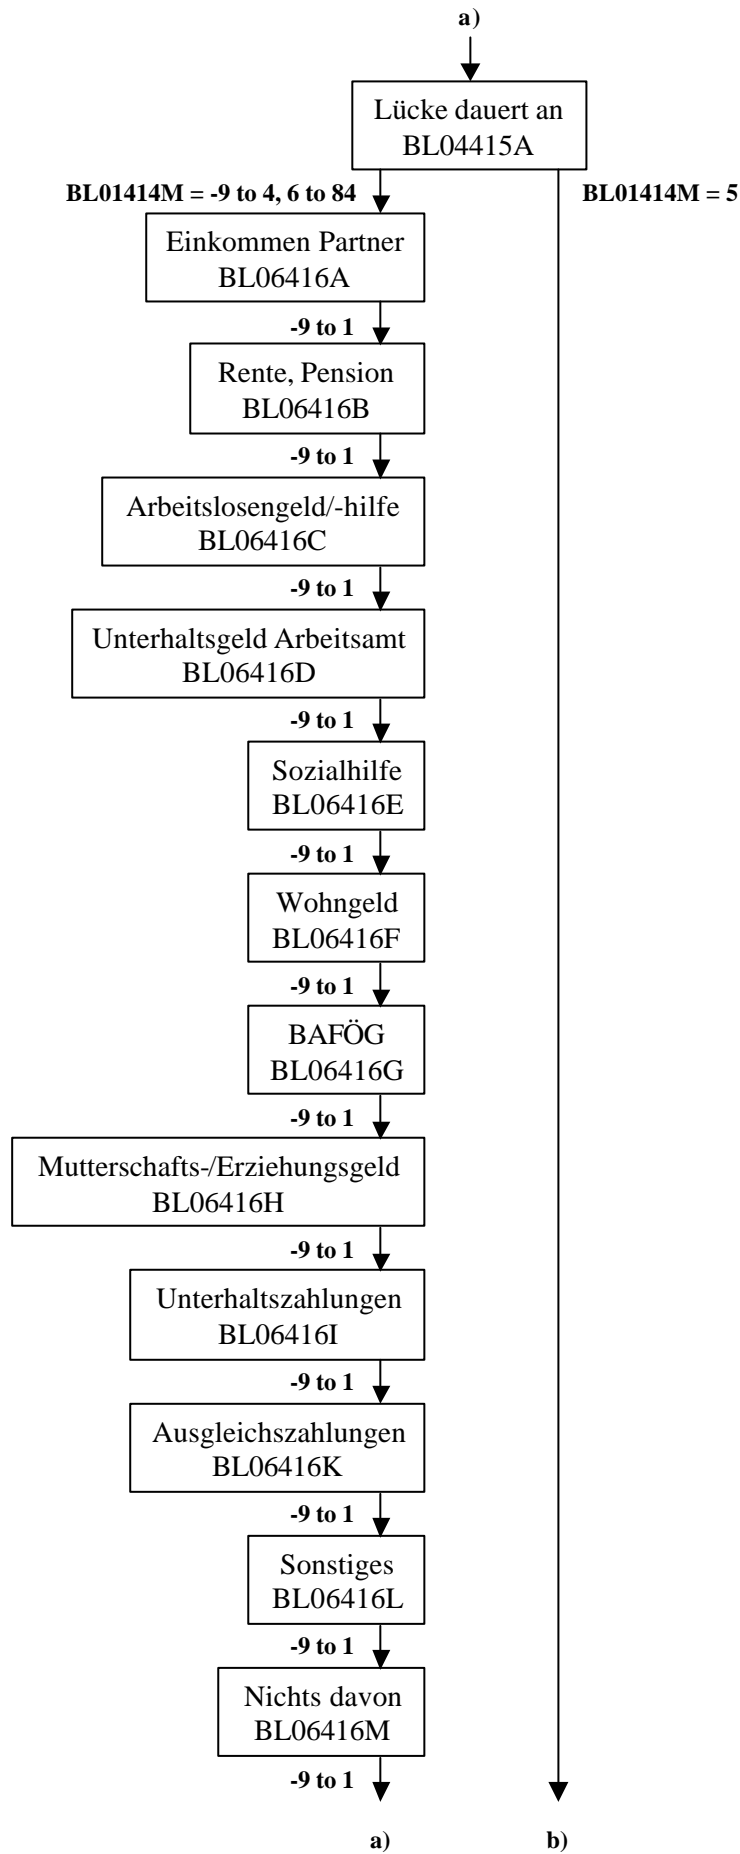 a)
Lücke dauert an
BL04415A
BL01414M = -9 to 4, 6 to 84
BL01414M = 5
Einkommen Partner
BL06416A
-9 to 1
Rente, Pension
BL06416B
-9 to 1
Arbeitslosengeld/-hilfe
BL06416C
-9 to 1
Unterhaltsgeld Arbeitsamt
BL06416D
-9 to 1
Sozialhilfe
BL06416E
-9 to 1
Wohngeld
BL06416F
-9 to 1
BAFÖG
BL06416G
-9 to 1
Mutterschafts-/Erziehungsgeld
BL06416H
-9 to 1
Unterhaltszahlungen
BL06416I
-9 to 1
Ausgleichszahlungen
BL06416K
-9 to 1
Sonstiges
BL06416L
-9 to 1
Nichts davon
BL06416M
-9 to 1
a)
b)